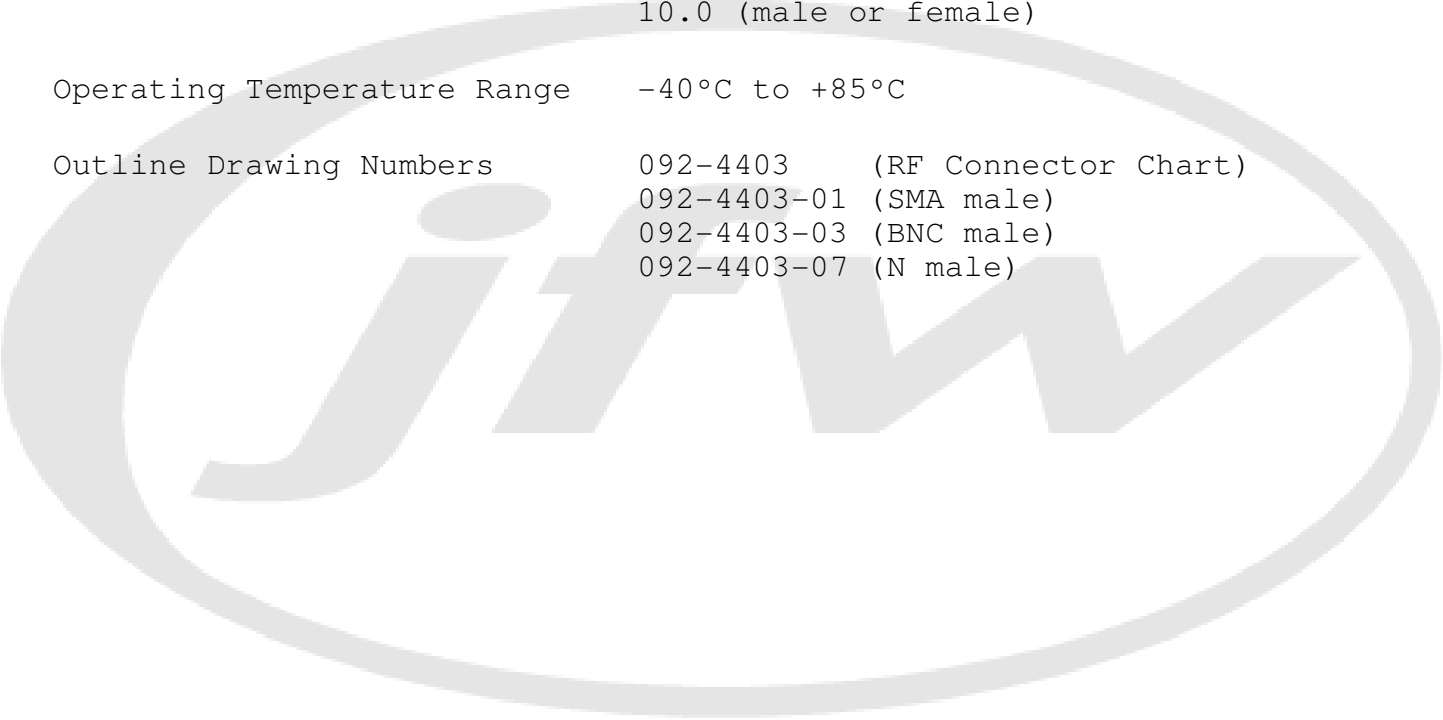 10.0 (male or female)
Operating Temperature Range -40°C to +85°C
Outline Drawing Numbers 092-4403 (RF Connector Chart)
092-4403-01 (SMA male)
092-4403-03 (BNC male)
092-4403-07 (N male)
jfw